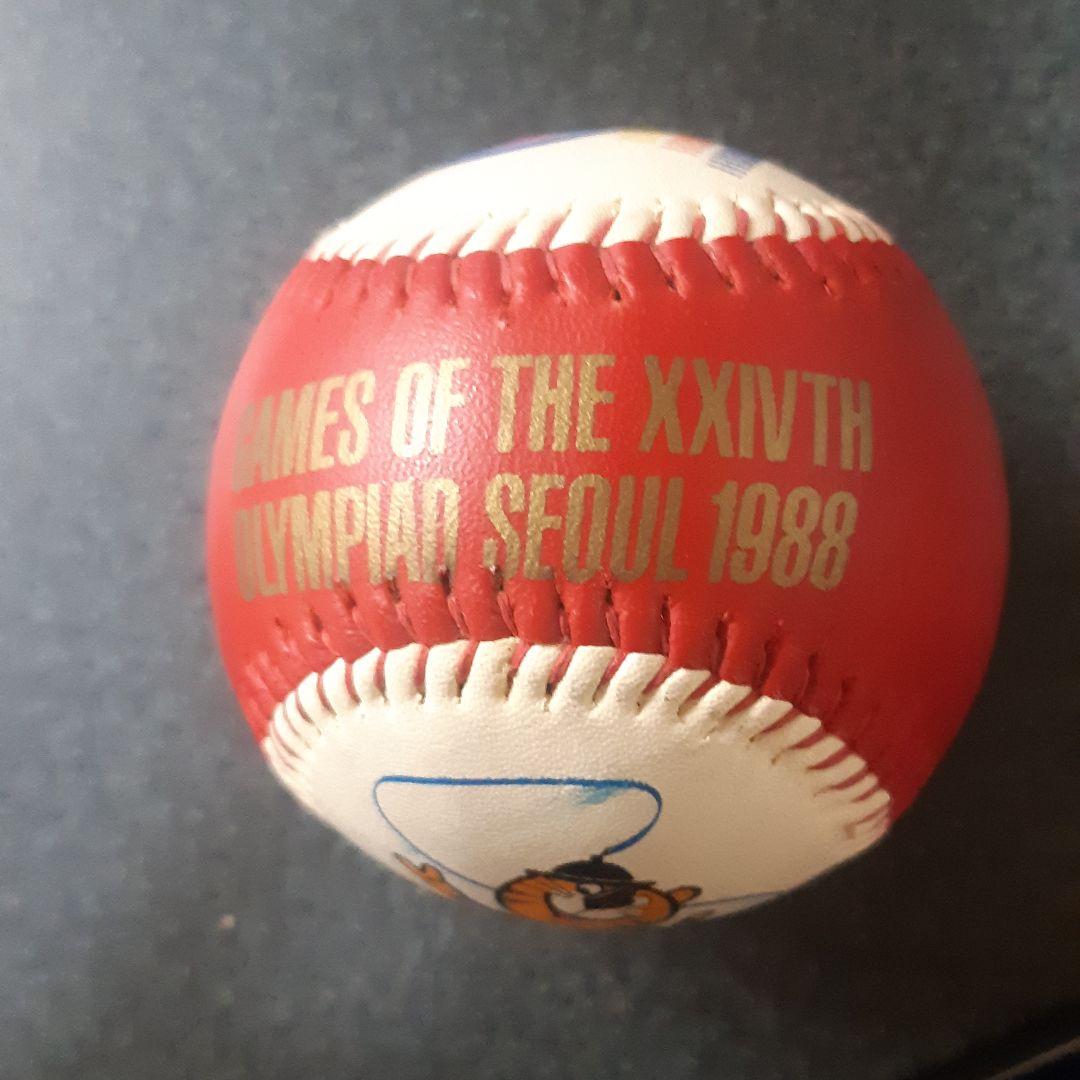 GAMES OF THE XXIVTH
OLYMPIAD SEOUL 1988